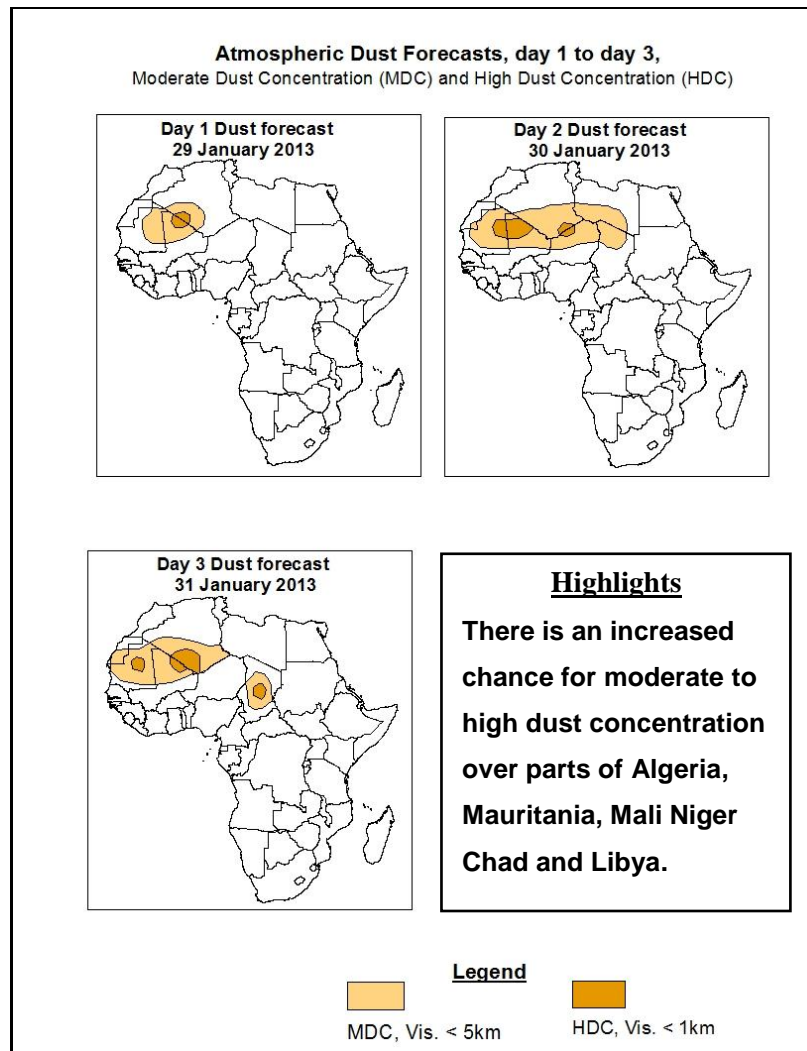 Atmospheric Dust Forecasts, day 1 to day 3,
Moderate Dust Concentration (MDC) and High Dust Concentration (HDC)
Day 1 Dust forecast
29 January 2013
Day 2 Dust forecast
30 January 2013
Day 3 Dust forecast
31 January 2013
Highlights
There is an increased
chance for moderate to
high dust concentration
over parts of Algeria,
Mauritania, Mali Niger
Chad and Libya.
Legend
MDC, Vis. < 5km
HDC, Vis. < 1km